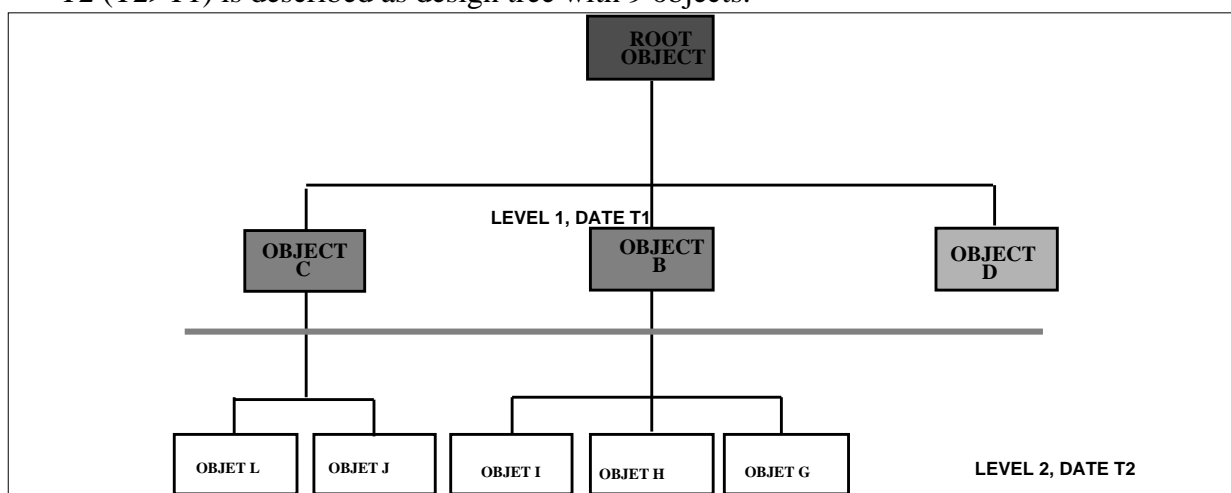 T2 (T2> T1) is described as design tree with 9 objects.
ROOT
OBJECT
LEVEL 1, DATE T1
OBJECT
C
OBJECT
B
OBJECT
D
OBJET L
OBJET J
OBJET I
OBJET H
OBJET G
LEVEL 2, DATE T2